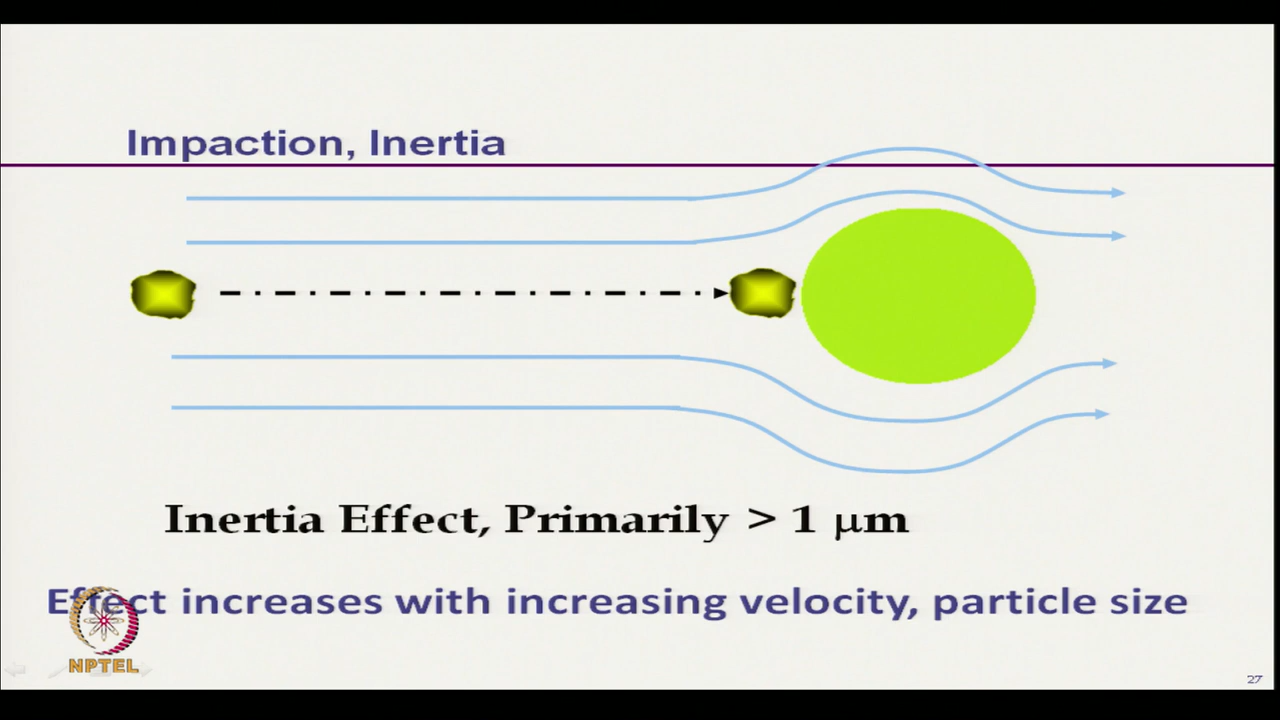 Impaction, Inertia
Inertia Effect, Primarily > 1 μm
Effect increases with increasing velocity, particle size
NPTEL
27